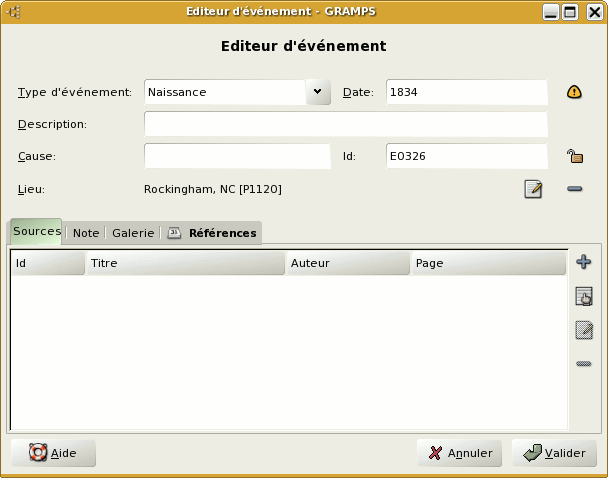 Editeur d'événement - GRAMPS
Editeur d'événement
Type d'événement: Naissance Date: 1834
Description:
Cause: Id: E0326
Lieu: Rockingham, NC [P1120]
Sources Note Galerie 31 Références
Id Titre Auteur Page
Aide Annuler Valider